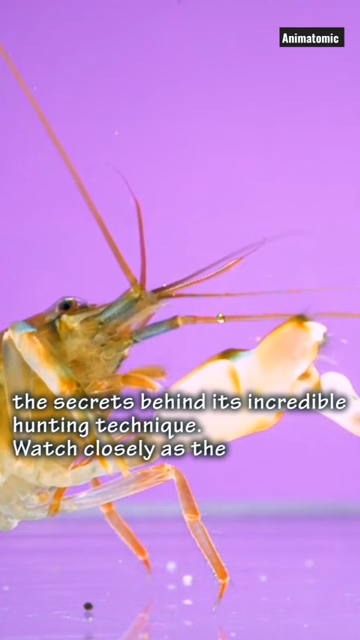 Animatomic
the secrets behind its incredible
hunting technique.
Watch closely as the